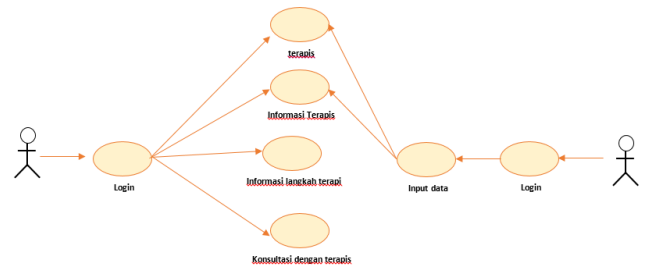 terapis
Informasi Terapis
Informasi langkah terapi
Login
Input data
Login
Konsultasi dengan terapis